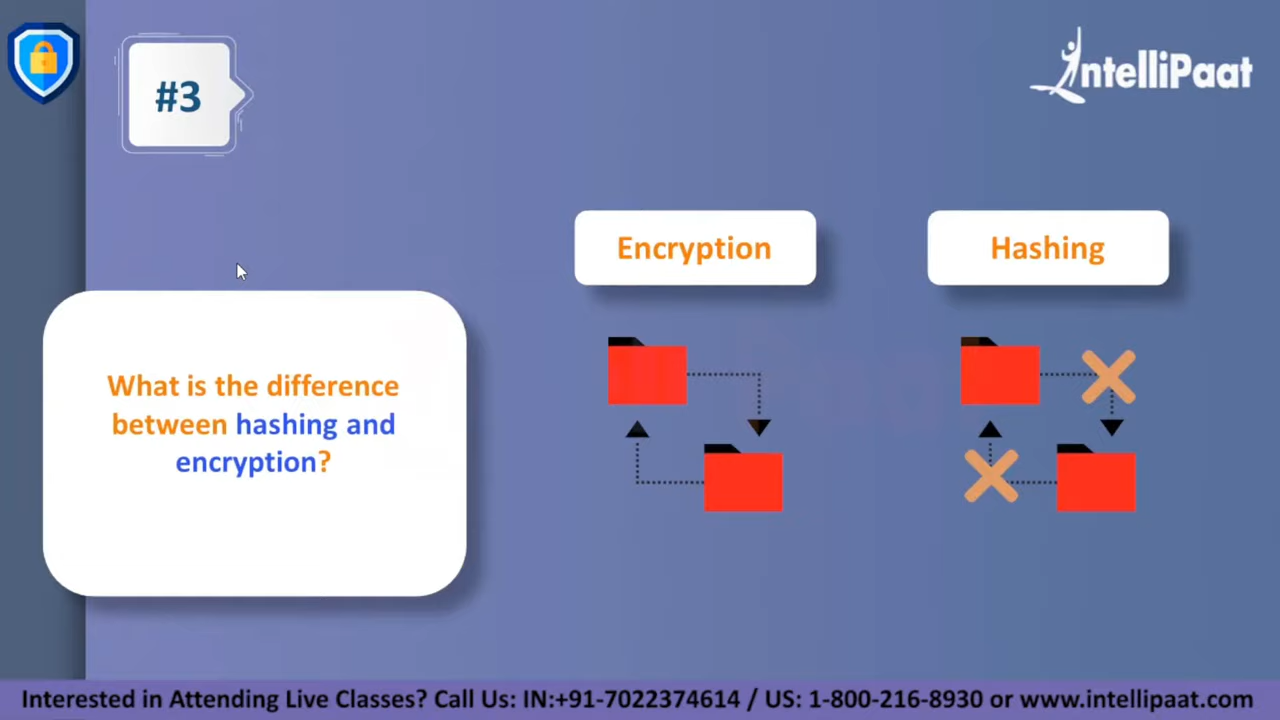 #3
IntelliPaat
Encryption
Hashing
What is the difference
between hashing and
encryption?
Interested in Attending Live Classes? Call Us: IN:+91-7022374614 / US: 1-800-216-8930 or www.intellipaat.com